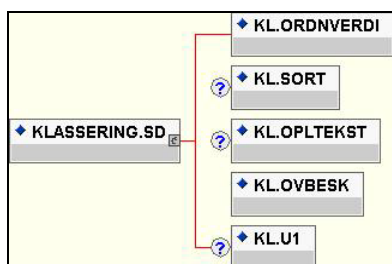 KL.ORDNVERDI
? KL.SORT
KLASSERING.SD
? KL.OPLTEKST
KL.OVBESK
? KL.U1